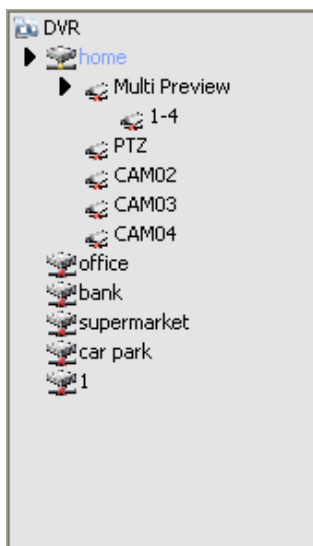 DVR
home
Multi Preview
1-4
PTZ
CAM02
CAM03
CAM04
office
bank
supermarket
car park
1